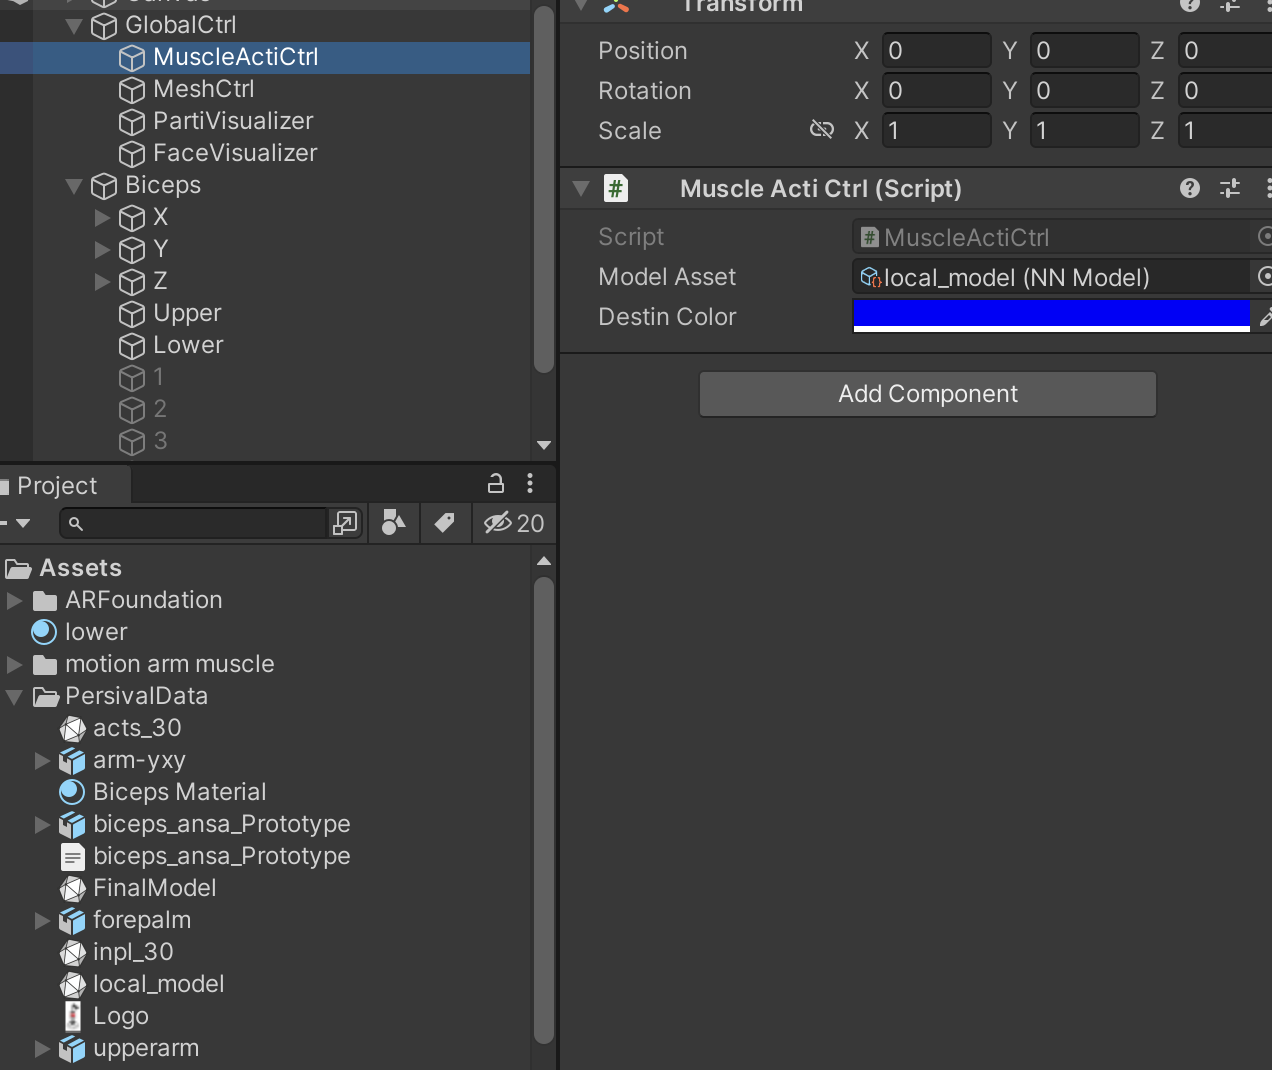 Canvas
GlobalCtrl
MuscleActiCtrl
MeshCtrl
PartiVisualizer
FaceVisualizer
Biceps
X
Y
Z
Upper
Lower
1
2
3
Project
20
Assets
ARFoundation
lower
motion arm muscle
PersivalData
acts_30
arm-yxy
Biceps Material
biceps_ansa_Prototype
biceps_ansa_Prototype
FinalModel
forepalm
inpl_30
local_model
Logo
upperarm
Transform
Position X 0 Y 0 Z 0
Rotation X 0 Y 0 Z 0
Scale X 1 Y 1 Z 1
# Muscle Acti Ctrl (Script)
Script # MuscleActiCtrl
Model Asset local_model (NN Model)
Destin Color
Add Component